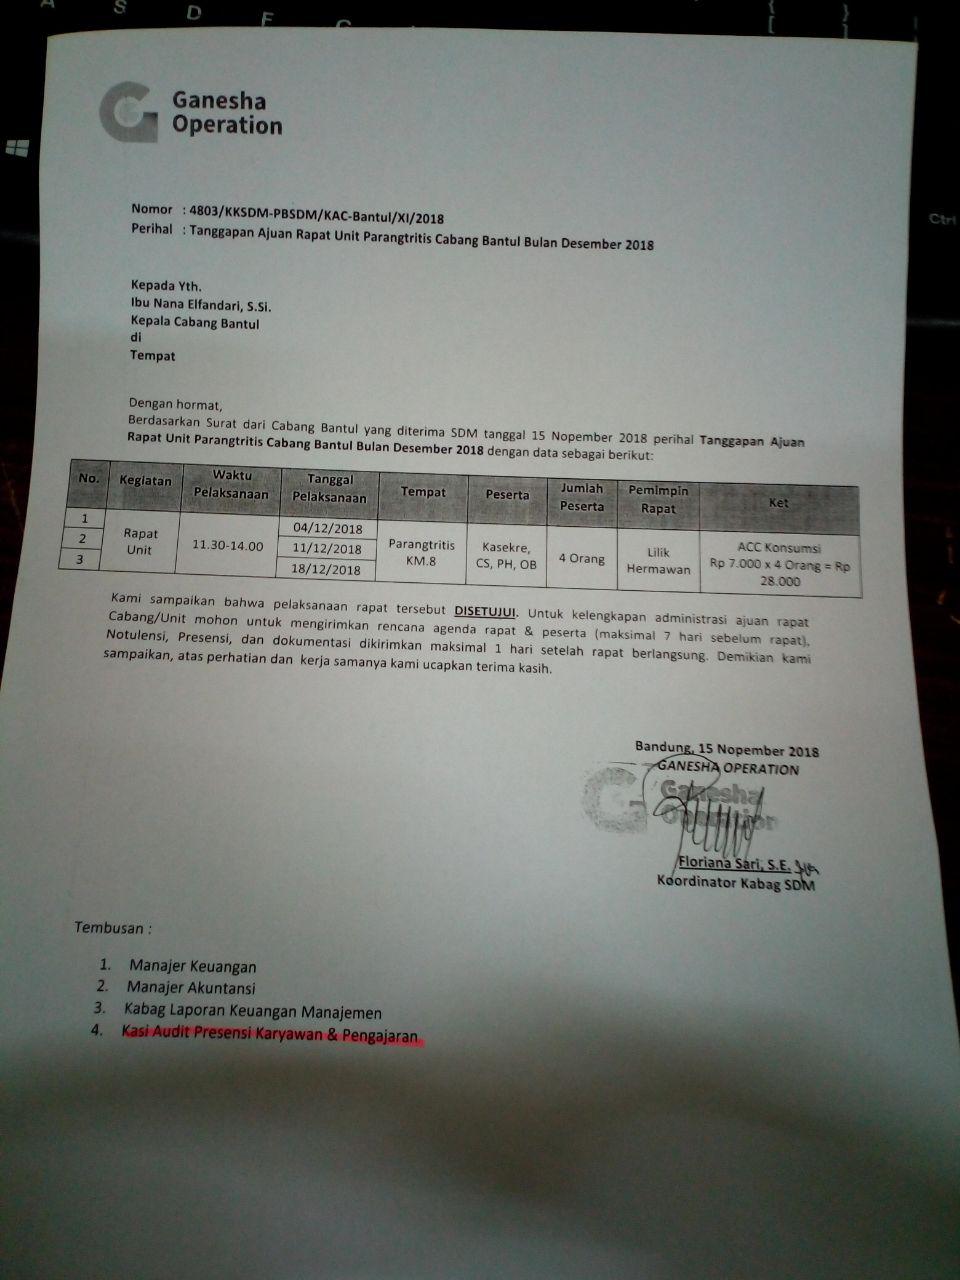 A S D F G { } [ ]
Ctrl
Ganesha
Operation
Nomor : 4803/KKSDM-PBSDM/KAC-Bantul/XI/2018
Perihal : Tanggapan Ajuan Rapat Unit Parangtritis Cabang Bantul Bulan Desember 2018
Kepada Yth.
Ibu Nana Elfandari, S.Si.
Kepala Cabang Bantul
di
Tempat
Dengan hormat,
Berdasarkan Surat dari Cabang Bantul yang diterima SDM tanggal 15 Nopember 2018 perihal Tanggapan Ajuan
Rapat Unit Parangtritis Cabang Bantul Bulan Desember 2018 dengan data sebagai berikut:
No. Kegiatan Waktu Pelaksanaan Tanggal Pelaksanaan Tempat Peserta Jumlah Peserta Pemimpin Rapat Ket
1 04/12/2018
2 Rapat Unit 11.30-14.00 11/12/2018 Parangtritis KM.8 Kasekre, CS, PH, OB 4 Orang Lilik Hermawan ACC Konsumsi Rp 7.000 x 4 Orang = Rp 28.000
3 18/12/2018
Kami sampaikan bahwa pelaksanaan rapat tersebut DISETUJUI. Untuk kelengkapan administrasi ajuan rapat
Cabang/Unit mohon untuk mengirimkan rencana agenda rapat & peserta (maksimal 7 hari sebelum rapat).
Notulensi, Presensi, dan dokumentasi dikirimkan maksimal 1 hari setelah rapat berlangsung. Demikian kami
sampaikan, atas perhatian dan kerja samanya kami ucapkan terima kasih.
Bandung, 15 Nopember 2018
GANESHA OPERATION
Ganesha
Operation
Floriana Sari, S.E.
Koordinator Kabag SDM
Tembusan :
1. Manajer Keuangan
2. Manajer Akuntansi
3. Kabag Laporan Keuangan Manajemen
4. Kasi Audit Presensi Karyawan & Pengajaran